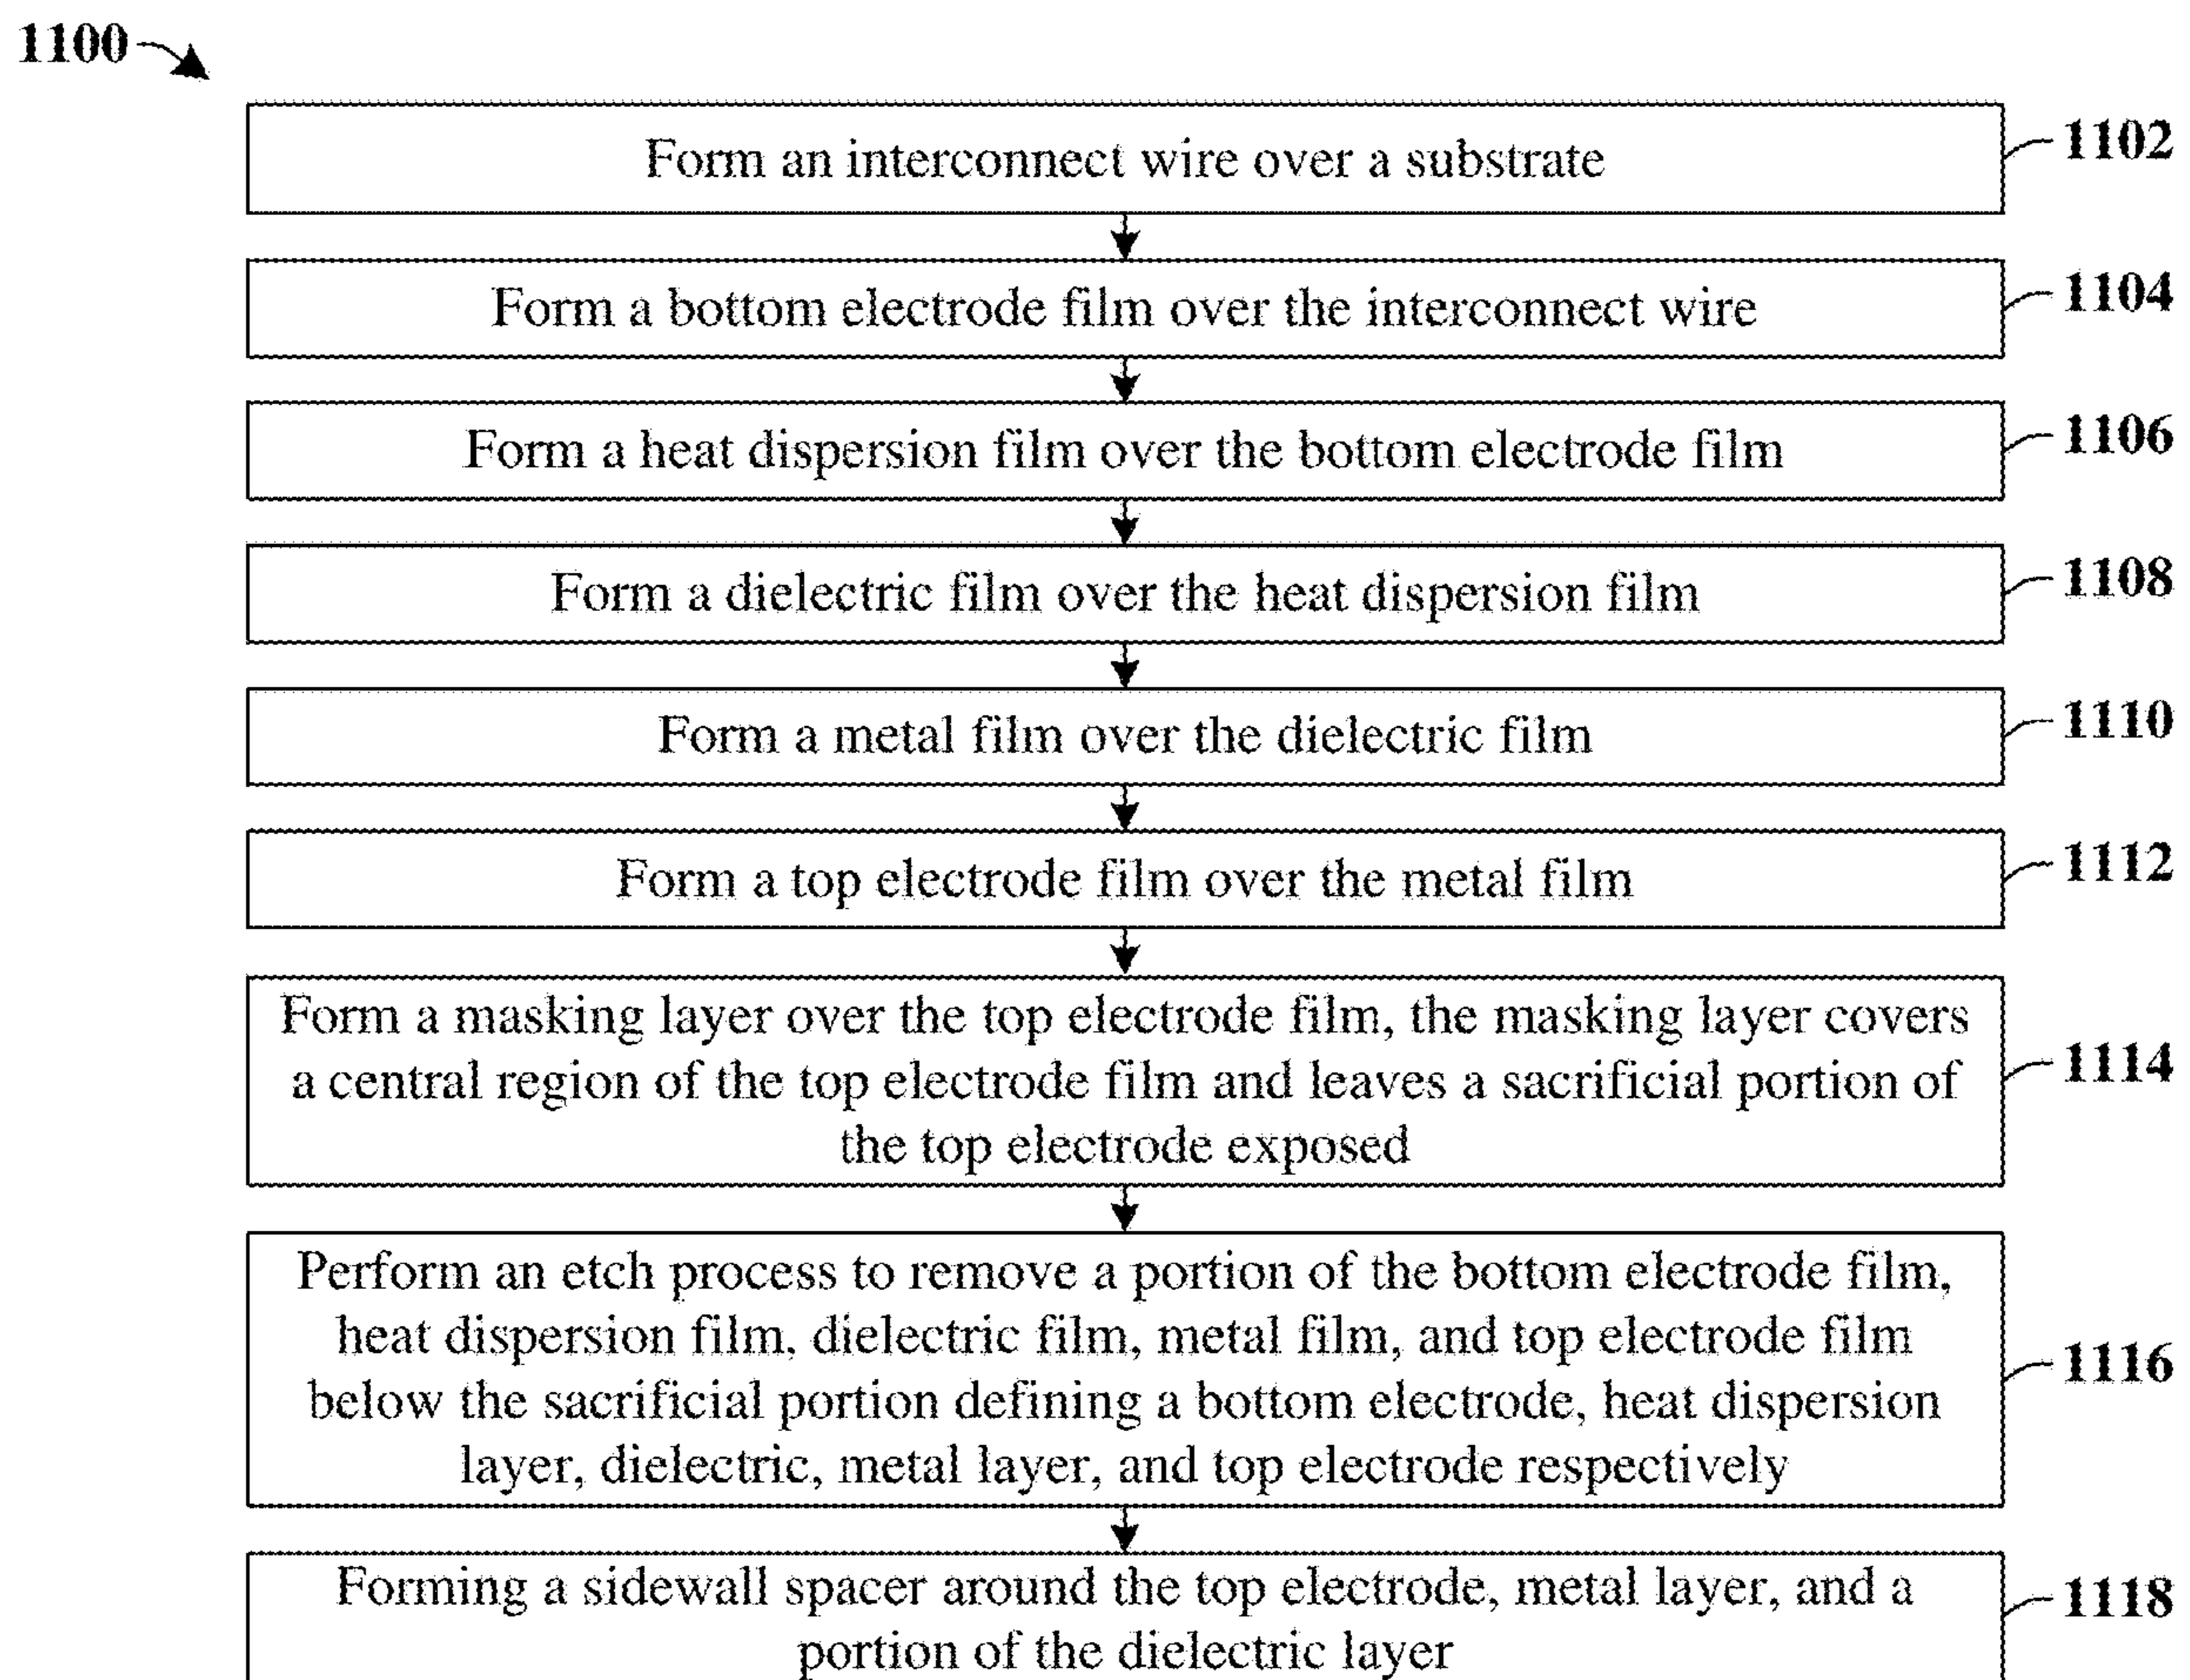 1100
Form an interconnect wire over a substrate
1102
Form a bottom electrode film over the interconnect wire
1104
Form a heat dispersion film over the bottom electrode film
1106
Form a dielectric film over the heat dispersion film
1108
Form a metal film over the dielectric film
1110
Form a top electrode film over the metal film
1112
Form a masking layer over the top electrode film, the masking layer covers
a central region of the top electrode film and leaves a sacrificial portion of
the top electrode exposed
1114
Perform an etch process to remove a portion of the bottom electrode film,
heat dispersion film, dielectric film, metal film, and top electrode film
below the sacrificial portion defining a bottom electrode, heat dispersion
layer, dielectric, metal layer, and top electrode respectively
1116
Forming a sidewall spacer around the top electrode, metal layer, and a
portion of the dielectric layer
1118